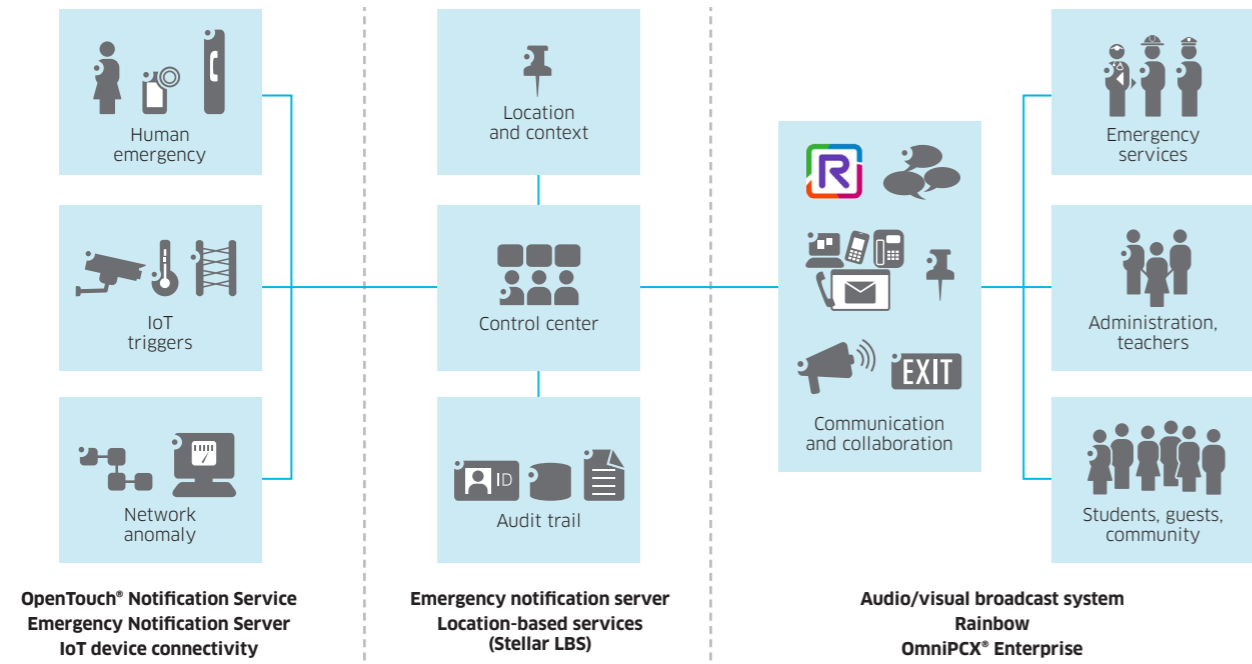 Human
emergency
IoT
triggers
Network
anomaly
OpenTouch® Notification Service
Emergency Notification Server
IoT device connectivity
Location
and context
Control center
ID
Audit trail
Emergency notification server
Location-based services
(Stellar LBS)
R
EXIT
Communication
and collaboration
Emergency
services
Administration,
teachers
Students, guests,
community
Audio/visual broadcast system
Rainbow
OmniPCX® Enterprise